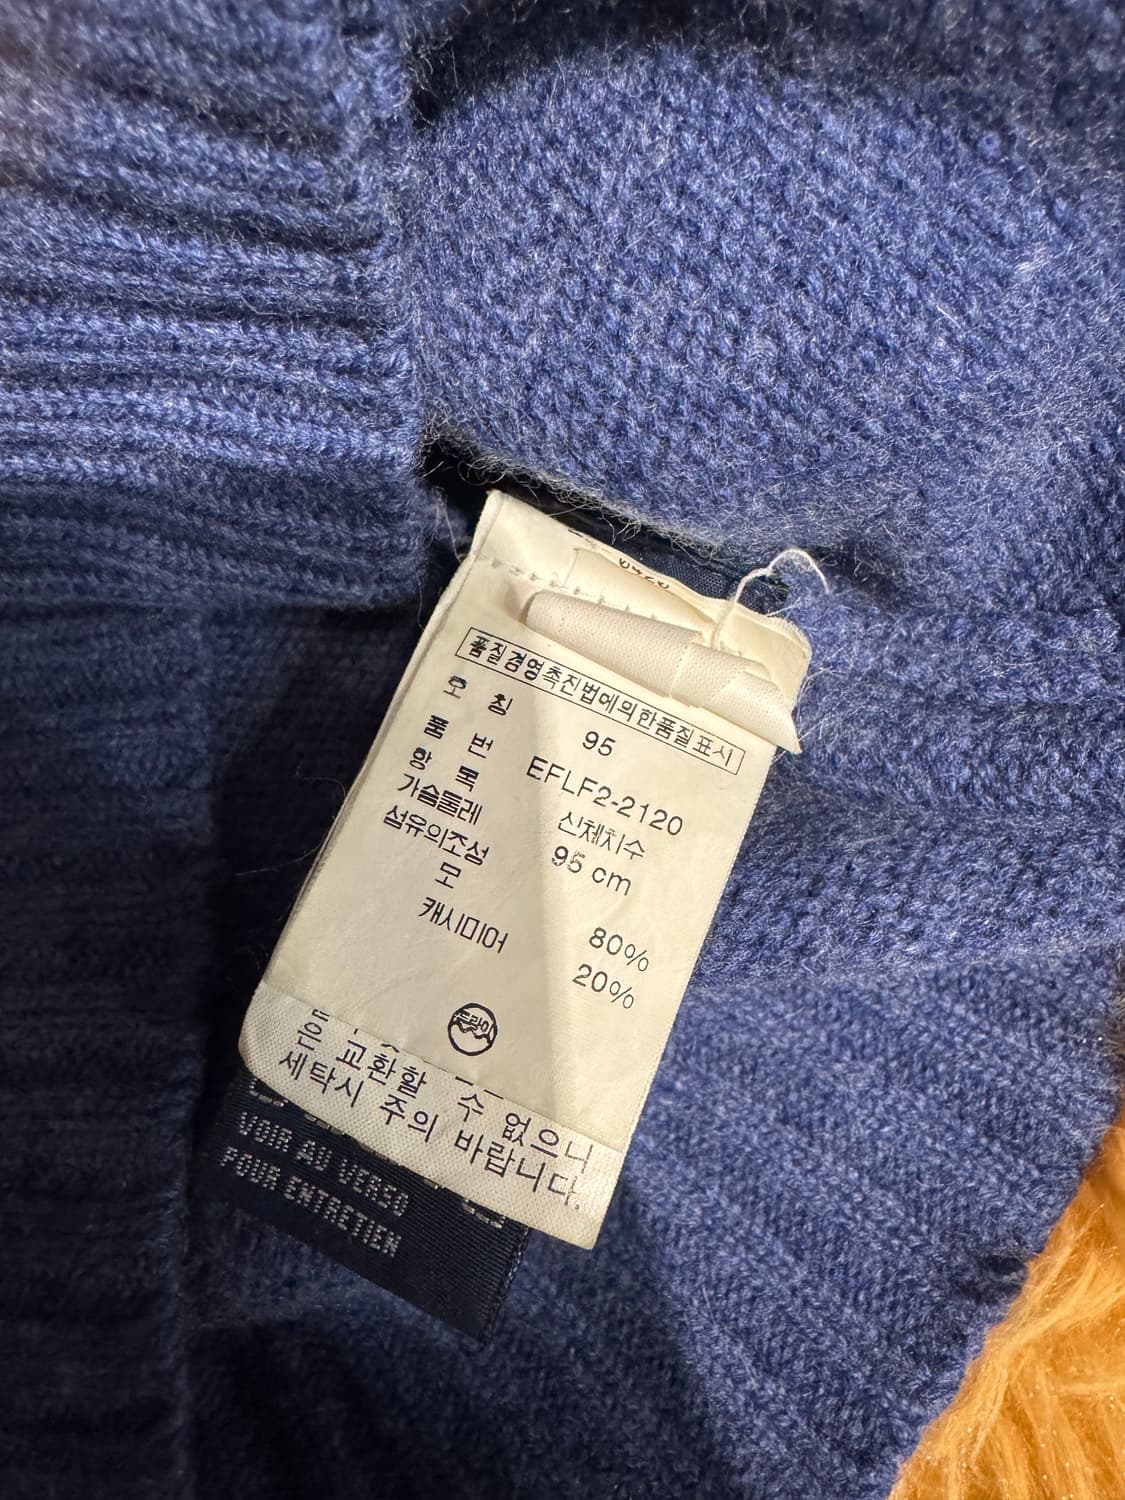 품질경영촉진법에의한품질표시
호 칭 95
품 번 EFLF2-2120
항 목 신체치수
가슴둘레 95 cm
섬유의조성
모 80%
캐시미어 20%
드라이
은 교환할 수 없으니
세탁시 주의 바랍니다.
VOIR AU VERSO
POUR ENTRETIEN